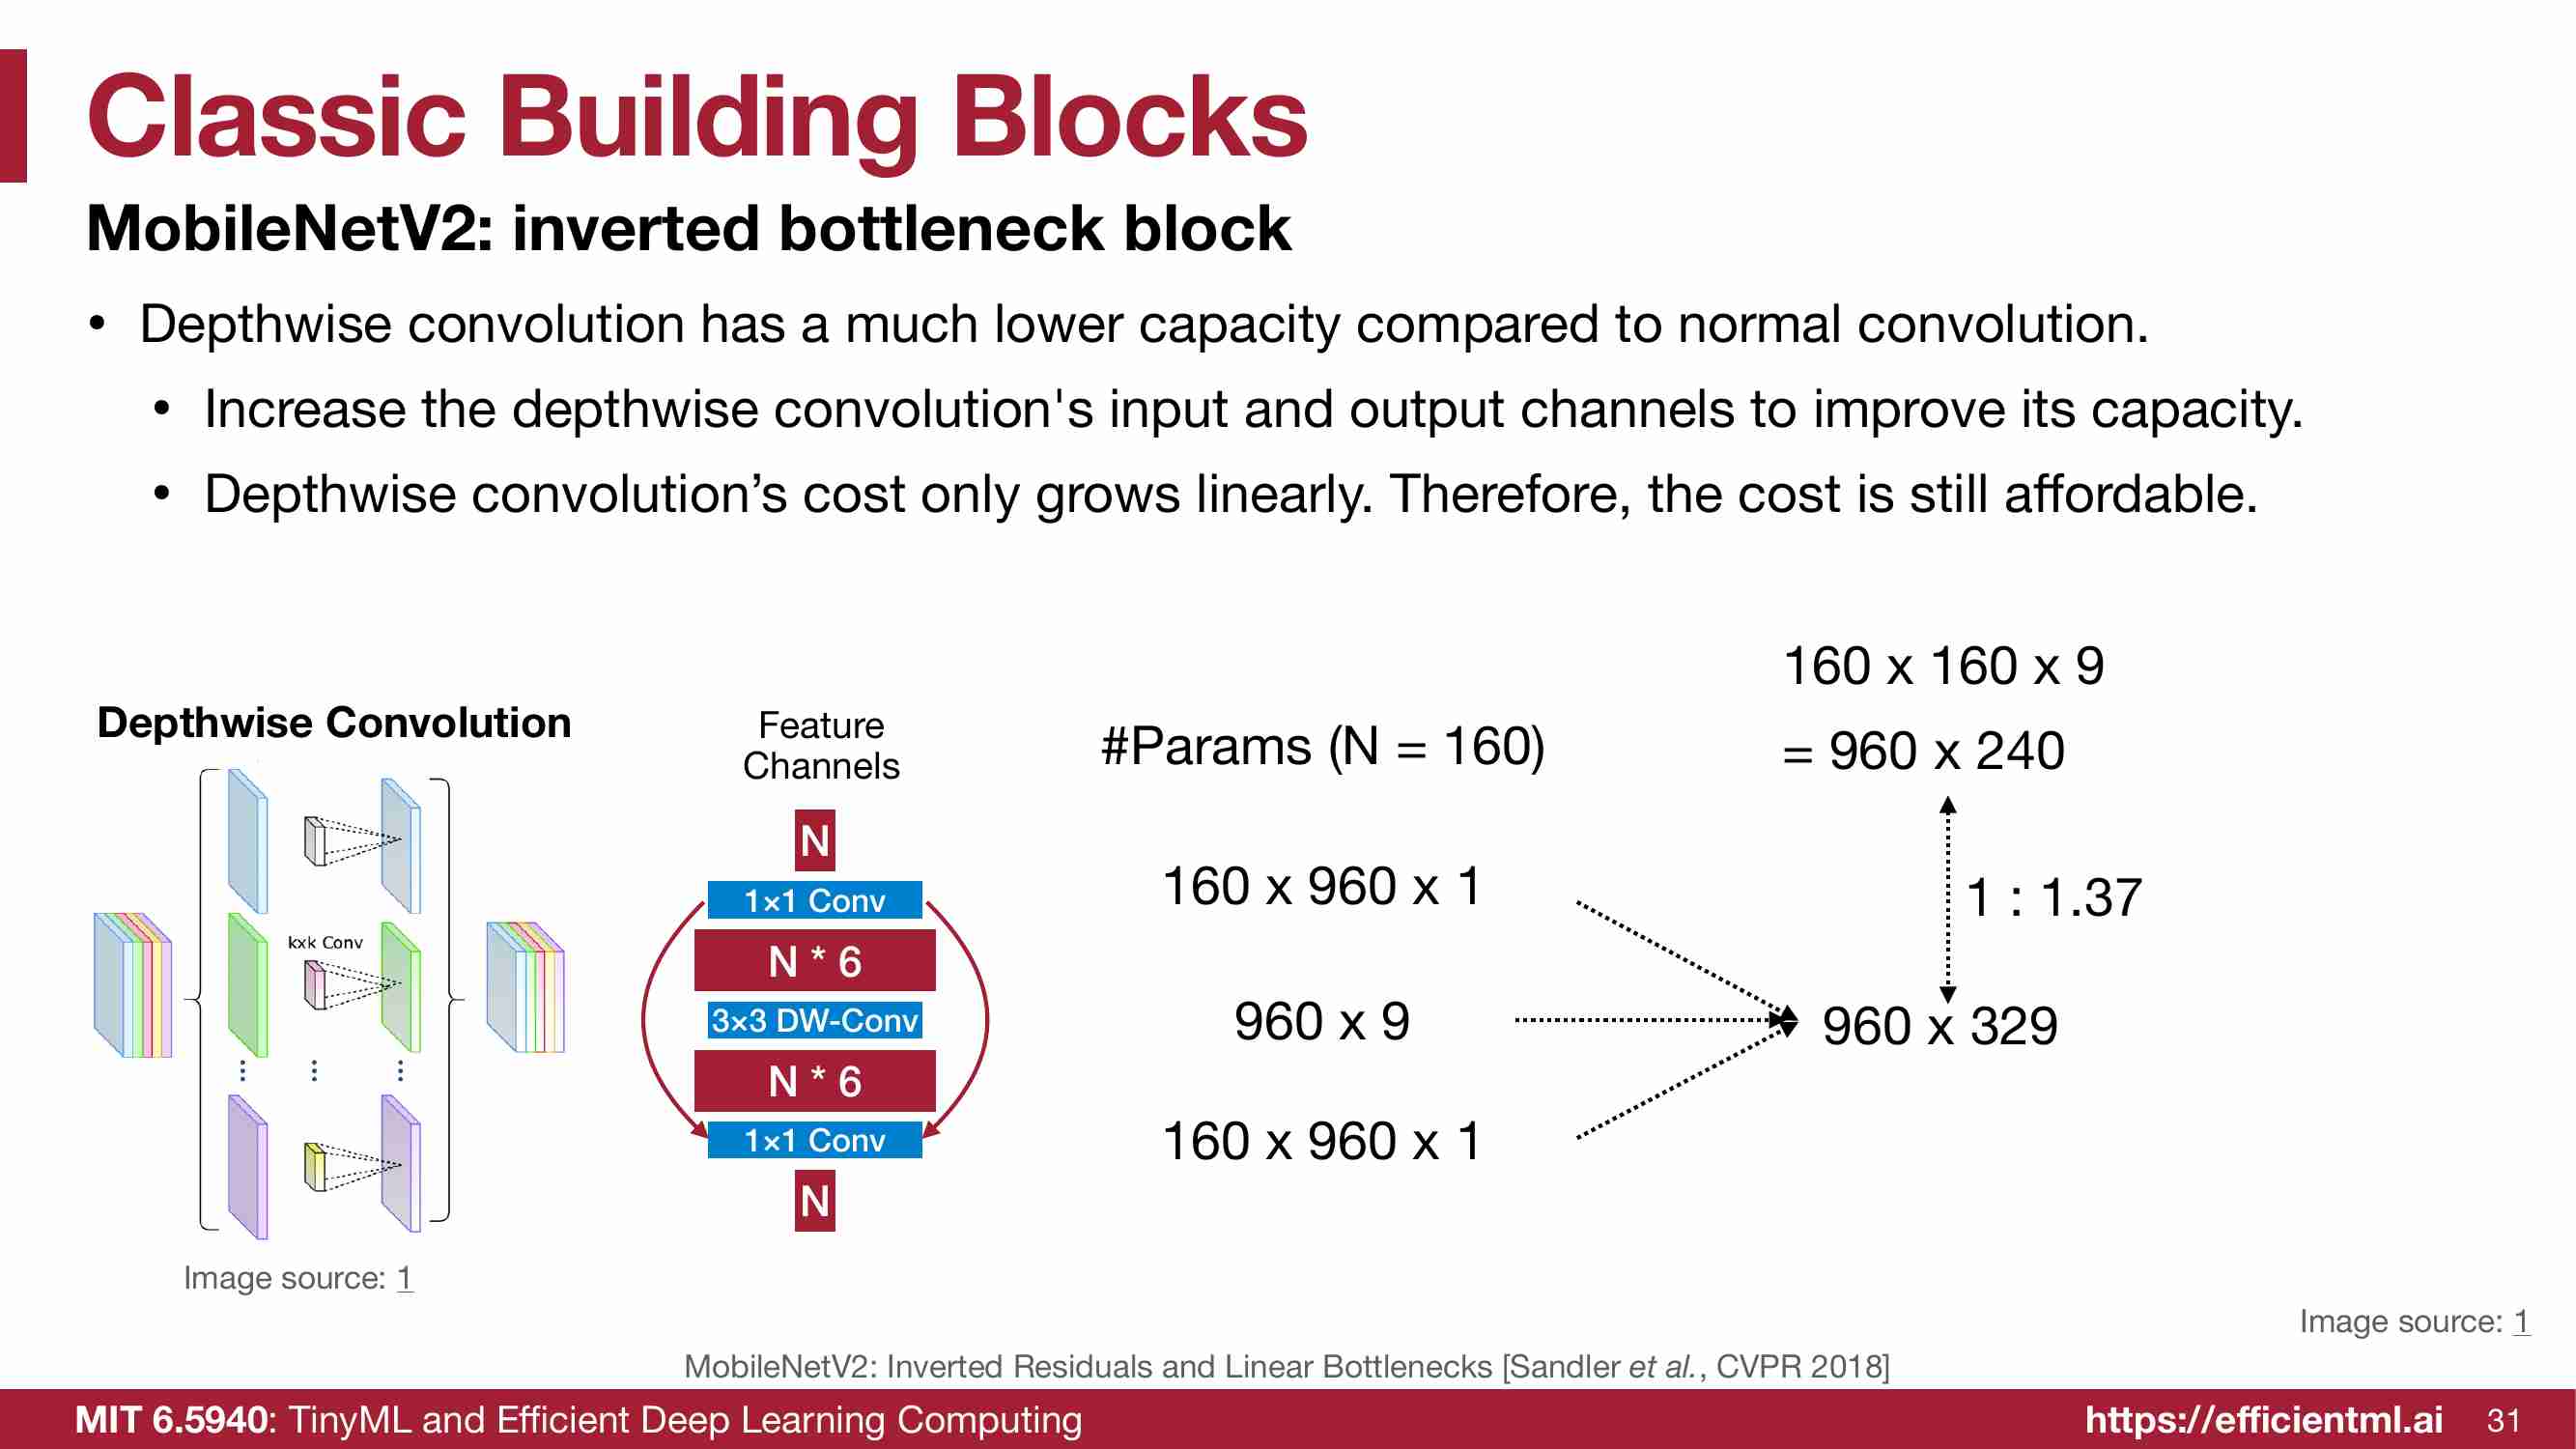 Classic Building Blocks
MobileNetV2: inverted bottleneck block
• Depthwise convolution has a much lower capacity compared to normal convolution.
• Increase the depthwise convolution's input and output channels to improve its capacity.
• Depthwise convolution’s cost only grows linearly. Therefore, the cost is still affordable.
Depthwise Convolution
kxk Conv
Image source: 1
Feature
Channels
N
1×1 Conv
N * 6
3×3 DW-Conv
N * 6
1×1 Conv
N
#Params (N = 160)
160 x 960 x 1
960 x 9
160 x 960 x 1
160 x 160 x 9
= 960 x 240
1 : 1.37
960 x 329
Image source: 1
MobileNetV2: Inverted Residuals and Linear Bottlenecks [Sandler et al., CVPR 2018]
MIT 6.5940: TinyML and Efficient Deep Learning Computing
https://efficientml.ai
31